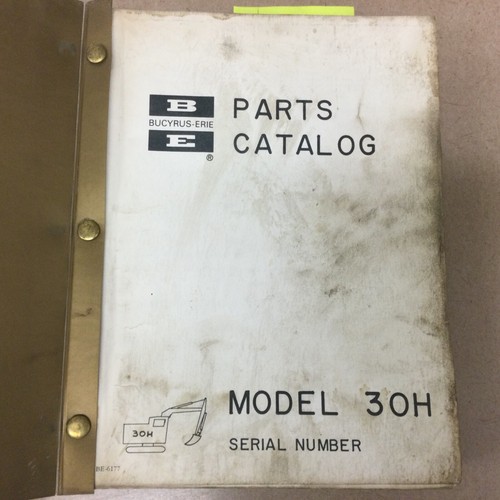 B
BUCYRUS-ERIE
E
®
PARTS
CATALOG
MODEL 30H
30H
SERIAL NUMBER
BE-6177